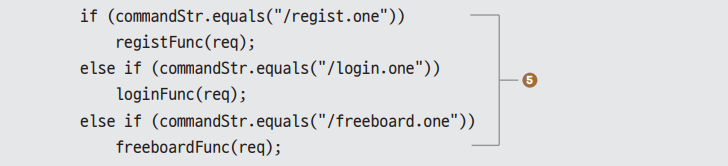 if (commandStr.equals("/regist.one"))
    registFunc(req);
else if (commandStr.equals("/login.one"))
    loginFunc(req);
else if (commandStr.equals("/freeboard.one"))
    freeboardFunc(req);
5